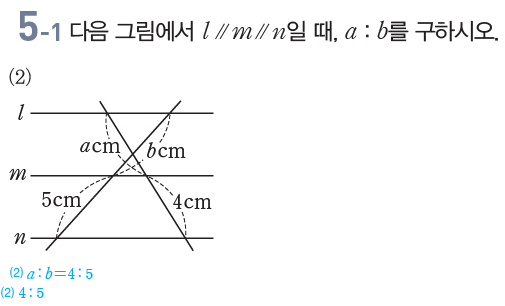 5-1 다음 그림에서 l∥m∥n일 때, a : b를 구하시오.
(2)
l
acm
bcm
m
5cm
4cm
n
(2) a : b=4 : 5
(2) 4 : 5